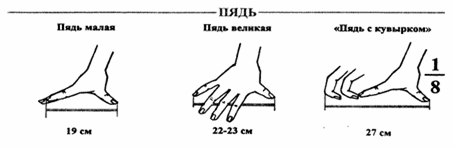 ПЯДЬ
Пядь малая
Пядь великая
«Пядь с кувырком»
1
8
19 см
22-23 см
27 см